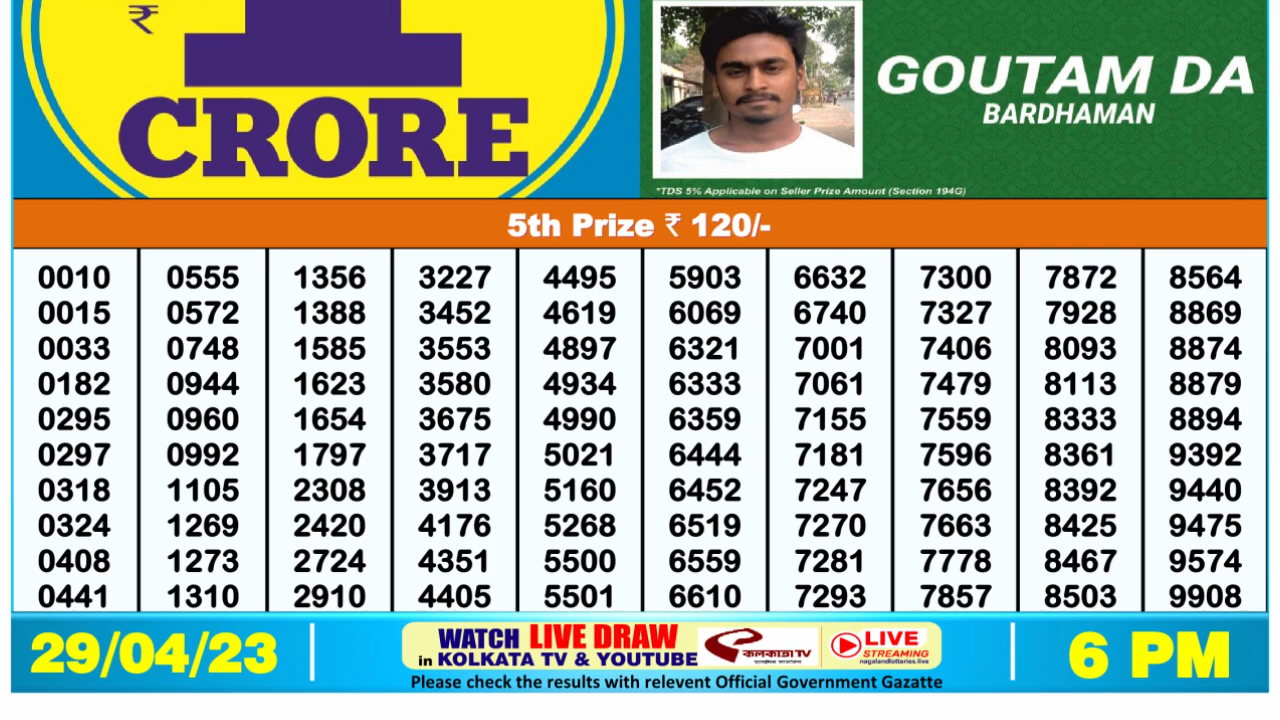 ₹
1
CRORE
GOUTAM DA
BARDHAMAN
*TDS 5% Applicable on Seller Prize Amount (Section 194G)
5th Prize ₹ 120/-
0010 0555 1356 3227 4495 5903 6632 7300 7872 8564
0015 0572 1388 3452 4619 6069 6740 7327 7928 8869
0033 0748 1585 3553 4897 6321 7001 7406 8093 8874
0182 0944 1623 3580 4934 6333 7061 7479 8113 8879
0295 0960 1654 3675 4990 6359 7155 7559 8333 8894
0297 0992 1797 3717 5021 6444 7181 7596 8361 9392
0318 1105 2308 3913 5160 6452 7247 7656 8392 9440
0324 1269 2420 4176 5268 6519 7270 7663 8425 9475
0408 1273 2724 4351 5500 6559 7281 7778 8467 9574
0441 1310 2910 4405 5501 6610 7293 7857 8503 9908
29/04/23
WATCH LIVE DRAW
in KOLKATA TV & YOUTUBE
কলকাতা TV
LIVE
STREAMING
nagalandlotteries.live
Please check the results with relevent Official Government Gazatte
6 PM